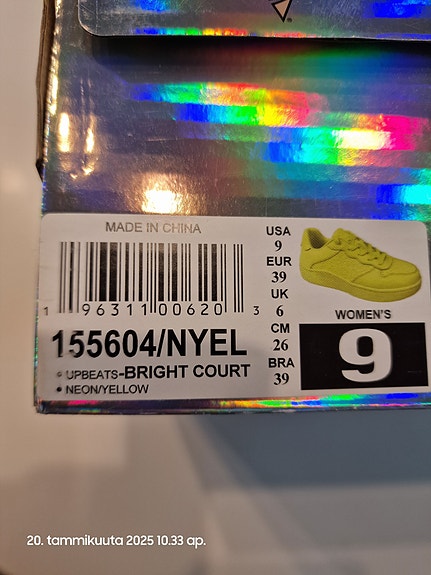 MADE IN CHINA
1 96311 00620 3
155604/NYEL
• UPBEATS-BRIGHT COURT
• NEON/YELLOW
USA
9
EUR
39
UK
6
CM
26
BRA
39
WOMEN'S
9
20. tammikuuta 2025 10.33 ap.